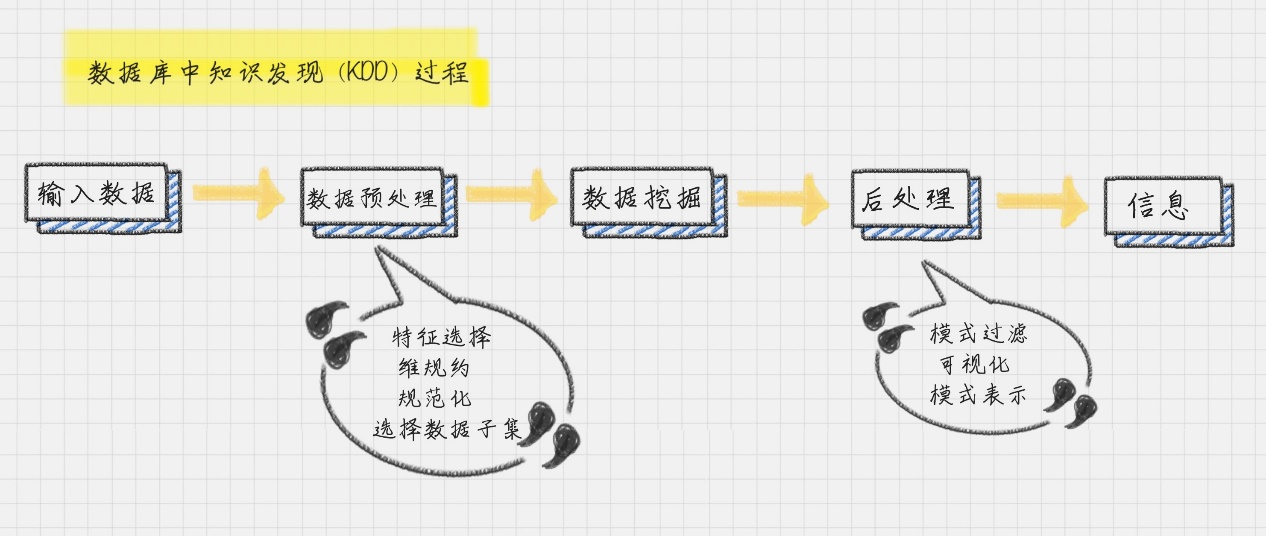 数据库中知识发现（KDD）过程
输入数据
数据预处理
数据挖掘
后处理
信息
特征选择
维规约
规范化
选择数据子集
模式过滤
可视化
模式表示